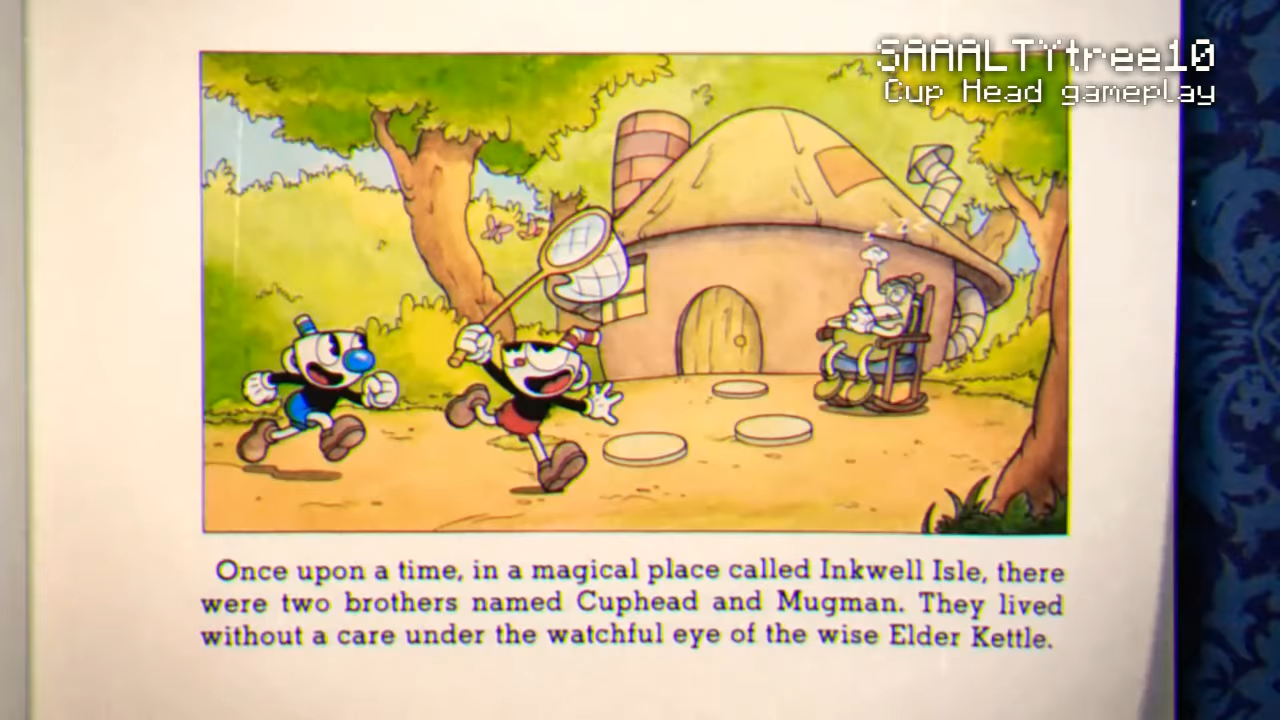 SAAALTYtree10
Cup Head gameplay
z z z z
Once upon a time, in a magical place called Inkwell Isle, there
were two brothers named Cuphead and Mugman. They lived
without a care under the watchful eye of the wise Elder Kettle.